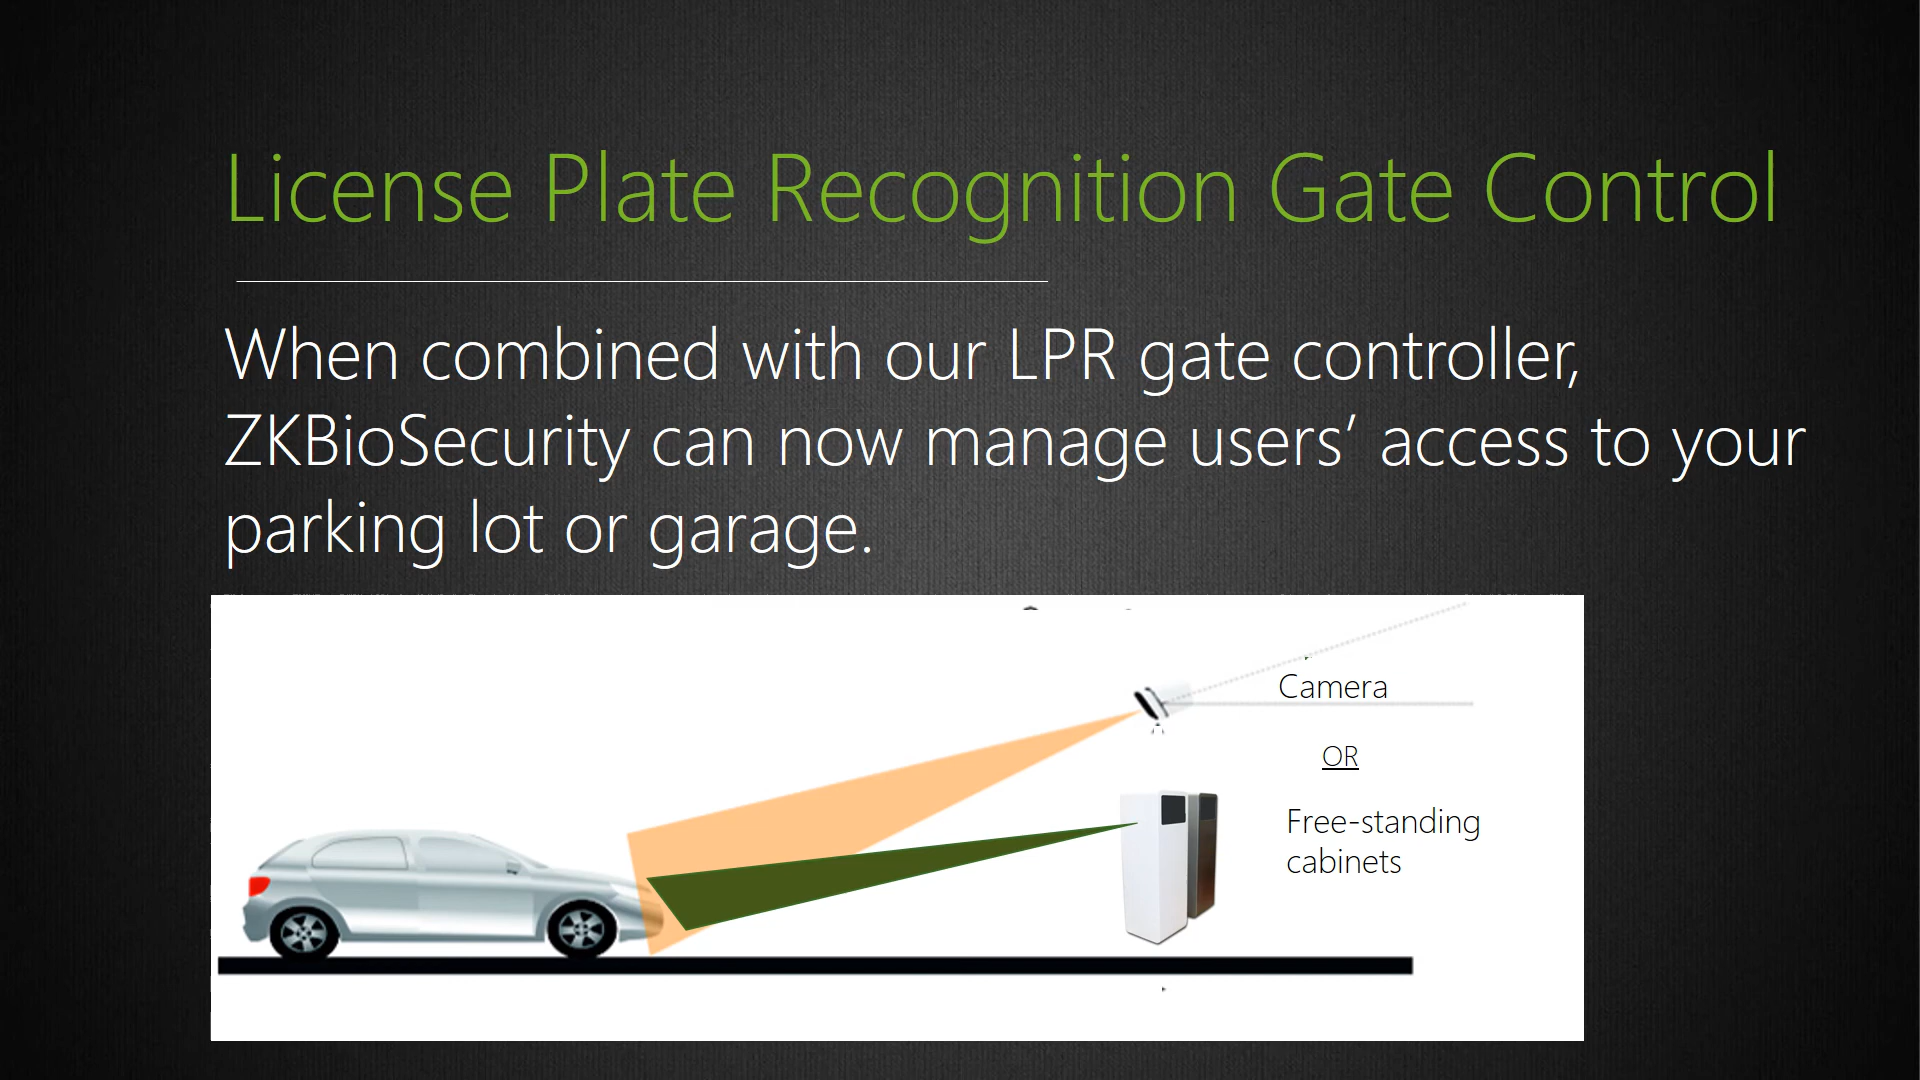 License Plate Recognition Gate Control
When combined with our LPR gate controller,
ZKBioSecurity can now manage users’ access to your
parking lot or garage.
Camera
OR
Free-standing
cabinets